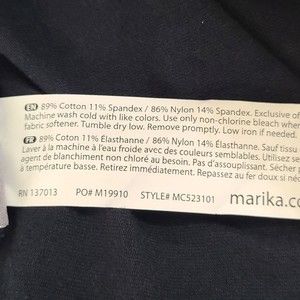 EN 89% Cotton 11% Spandex / 86% Nylon 14% Spandex. Exclusive of
Machine wash cold with like colors. Use only non-chlorine bleach when
fabric softener. Tumble dry low. Remove promptly. Low iron if needed.
FR 89% Coton 11% Élasthanne / 86% Nylon 14% Élasthanne. Sauf tissu
Laver à la machine à l'eau froide avec des couleurs semblables. Utilisez se
agent de blanchiment non chloré au besoin. Pas d'assouplissant. Sécher
à température basse. Retirer immédiatement. Repassez au fer doux si néce
RN 137013 PO# M19910 STYLE# MC523101 marika.co